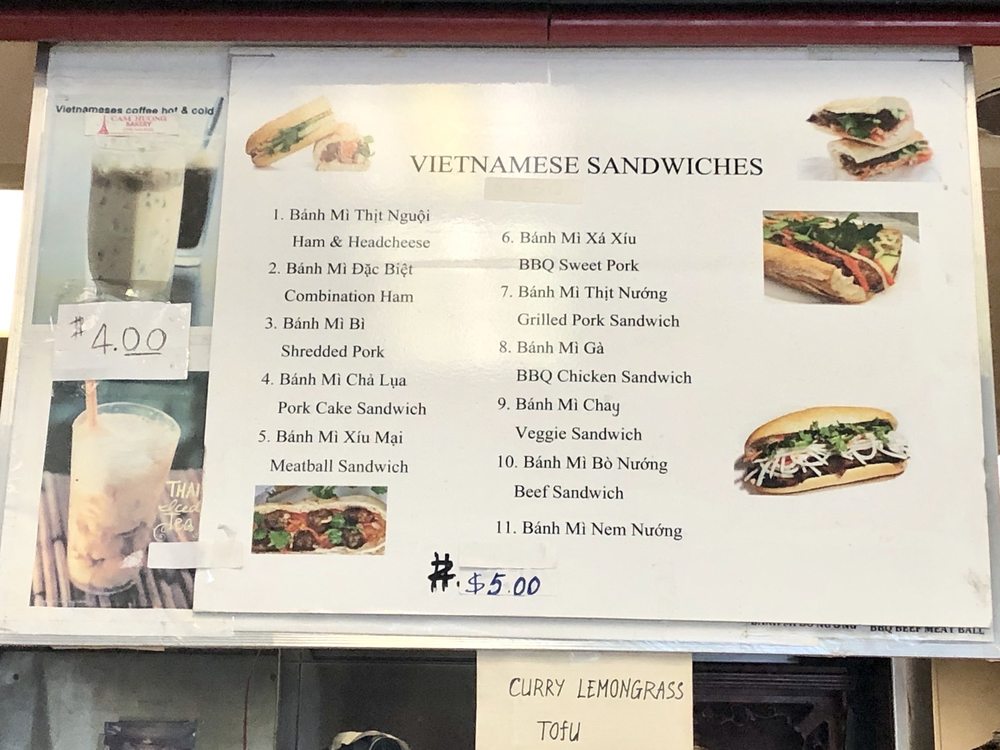 Vietnameses coffee hot & cold
CAM HUONG
BAKERY
$4.00
THAI
Iced
Tea
VIETNAMESE SANDWICHES
1. Bánh Mì Thịt Nguội
Ham & Headcheese
2. Bánh Mì Đặc Biệt
Combination Ham
3. Bánh Mì Bì
Shredded Pork
4. Bánh Mì Chả Lụa
Pork Cake Sandwich
5. Bánh Mì Xíu Mại
Meatball Sandwich
6. Bánh Mì Xá Xíu
BBQ Sweet Pork
7. Bánh Mì Thịt Nướng
Grilled Pork Sandwich
8. Bánh Mì Gà
BBQ Chicken Sandwich
9. Bánh Mì Chay
Veggie Sandwich
10. Bánh Mì Bò Nướng
Beef Sandwich
11. Bánh Mì Nem Nướng
#. $5.00
BBQ BEEF MEAT BALL
CURRY LEMONGRASS
TOFU